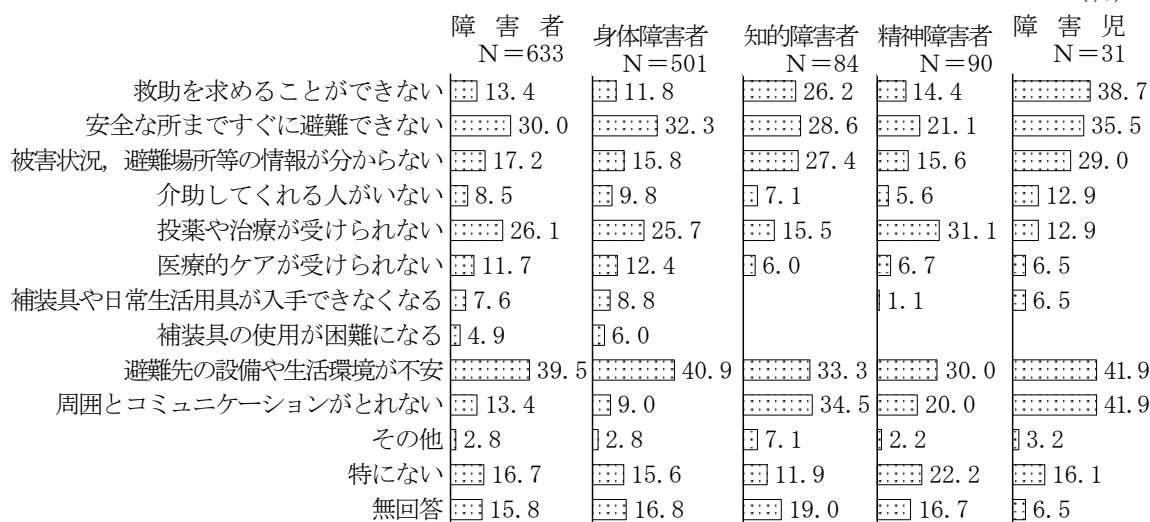 障害者 身体障害者 知的障害者 精神障害者 障害児
N=633 N=501 N=84 N=90 N=31
救助を求めることができない 13.4 11.8 26.2 14.4 38.7
安全な所まですぐに避難できない 30.0 32.3 28.6 21.1 35.5
被害状況,避難場所等の情報が分からない 17.2 15.8 27.4 15.6 29.0
介助してくれる人がいない 8.5 9.8 7.1 5.6 12.9
投薬や治療が受けられない 26.1 25.7 15.5 31.1 12.9
医療的ケアが受けられない 11.7 12.4 6.0 6.7 6.5
補装具や日常生活用具が入手できなくなる 7.6 8.8 1.1 6.5
補装具の使用が困難になる 4.9 6.0
避難先の設備や生活環境が不安 39.5 40.9 33.3 30.0 41.9
周囲とコミュニケーションがとれない 13.4 9.0 34.5 20.0 41.9
その他 2.8 2.8 7.1 2.2 3.2
特にない 16.7 15.6 11.9 22.2 16.1
無回答 15.8 16.8 19.0 16.7 6.5